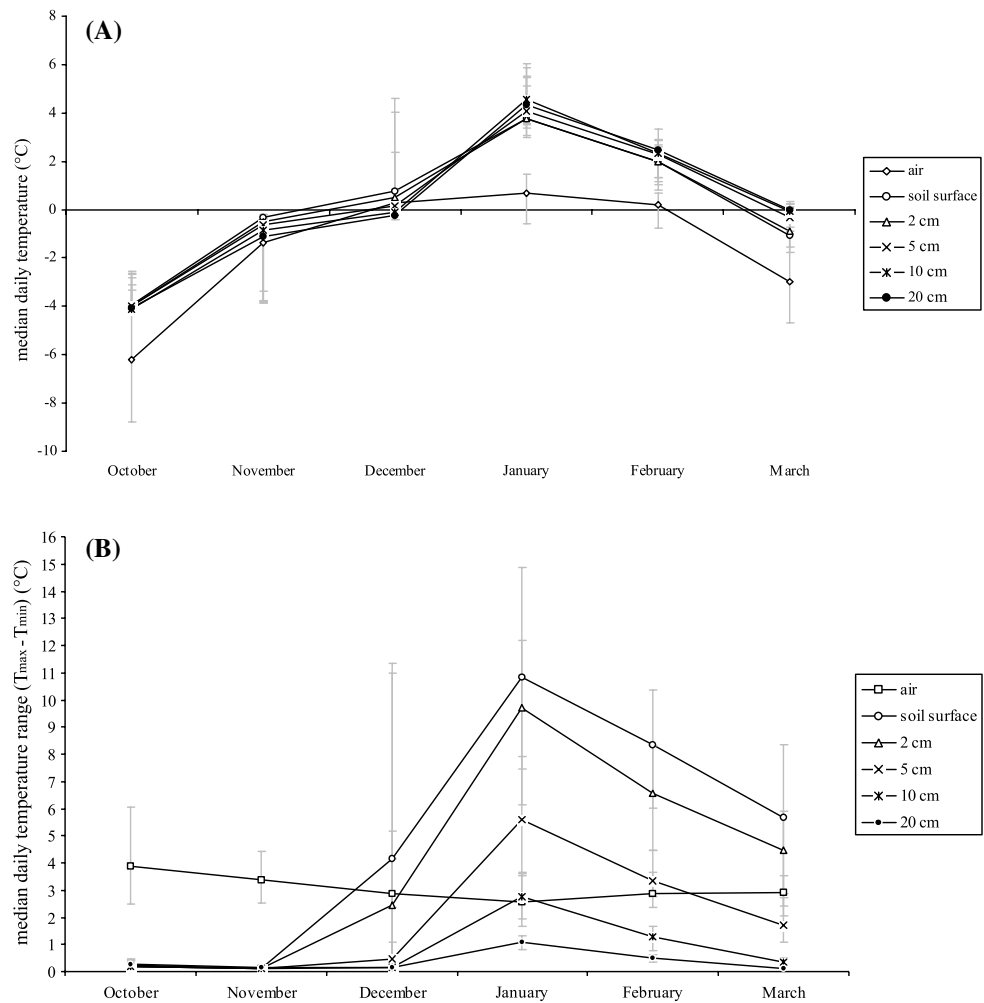 (A)
median daily temperature (°C)
8
6
4
2
0
-2
-4
-6
-8
-10
October November December January February March
air
soil surface
2 cm
5 cm
10 cm
20 cm
(B)
median daily temperature range (Tmax - Tmin) (°C)
16
15
14
13
12
11
10
9
8
7
6
5
4
3
2
1
0
October November December January February March
air
soil surface
2 cm
5 cm
10 cm
20 cm